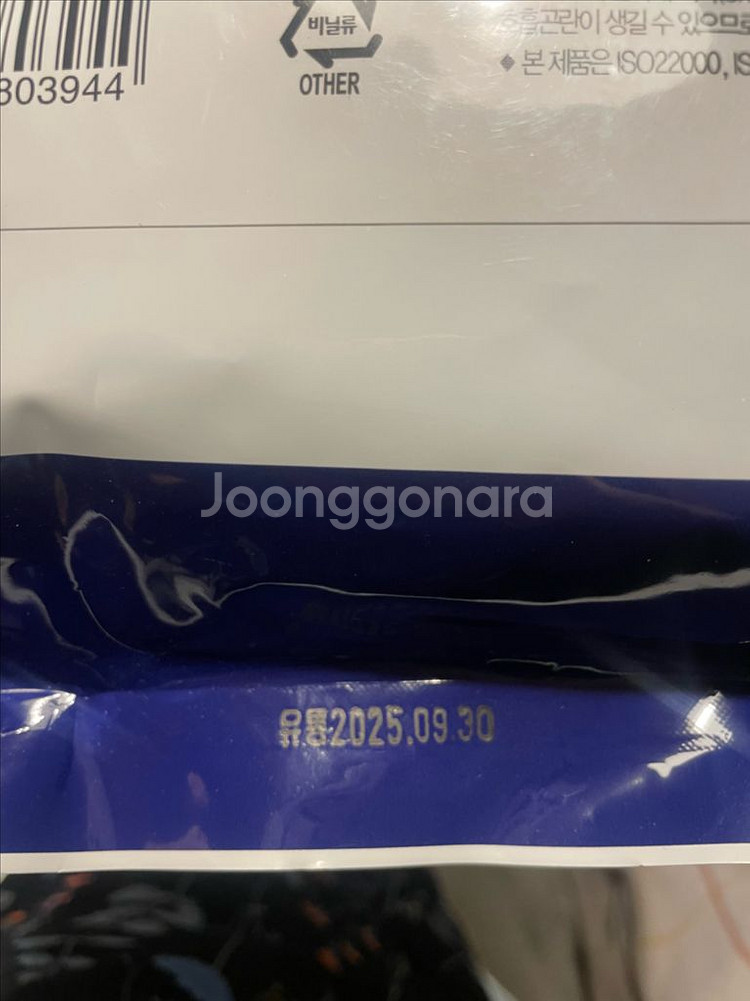 비닐류
OTHER
803944
호흡곤란이 생길 수 있으므로
◆ 본 제품은 ISO22000, IS
Joonggonara
유통2025.09.30